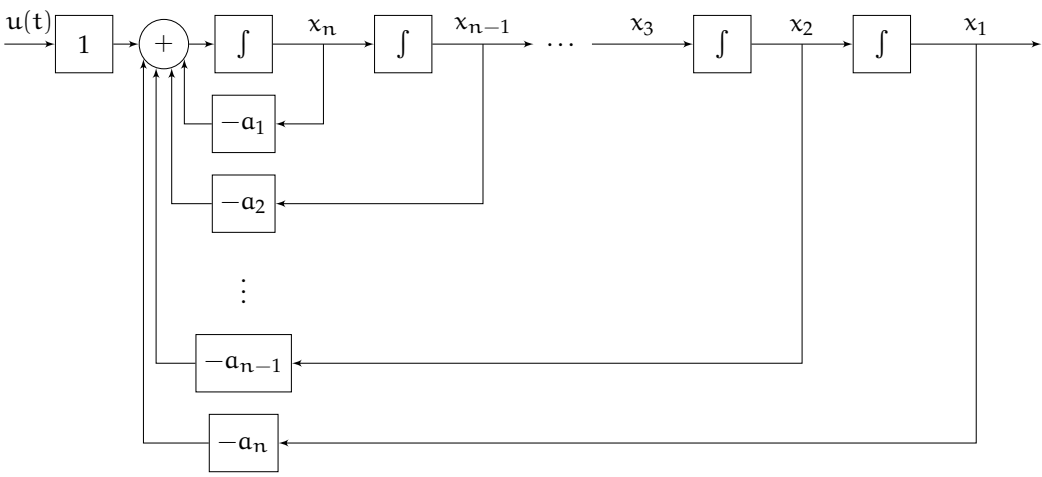 u(t) 1 + ∫ xₙ ∫ xₙ₋₁ ⋯ x₃ ∫ x₂ ∫ x₁
−a₁
−a₂
⋮
−aₙ₋₁
−aₙ